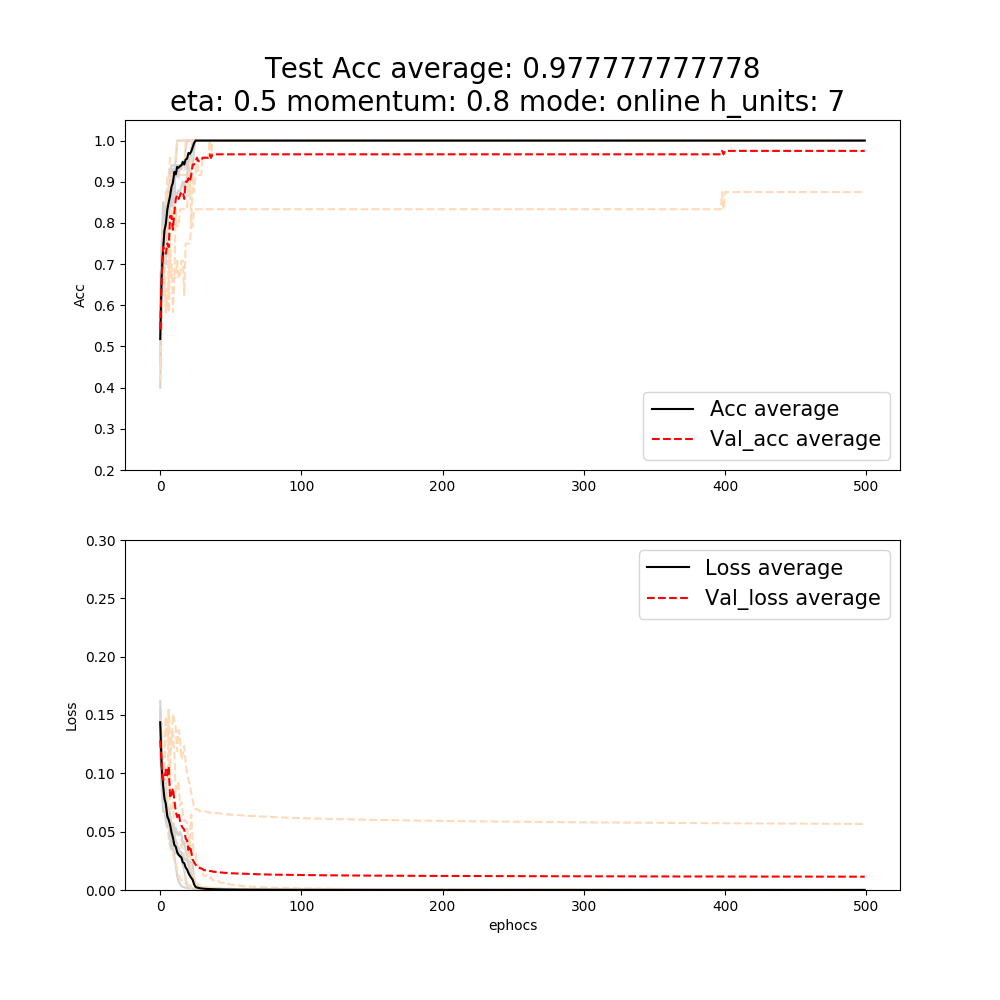 Test Acc average: 0.977777777778
eta: 0.5 momentum: 0.8 mode: online h_units: 7
1.0
0.9
0.8
0.7
0.6
0.5
0.4
0.3
0.2
Acc
0 100 200 300 400 500
Acc average
Val_acc average
0.30
0.25
0.20
0.15
0.10
0.05
0.00
Loss
0 100 200 300 400 500
ephocs
Loss average
Val_loss average